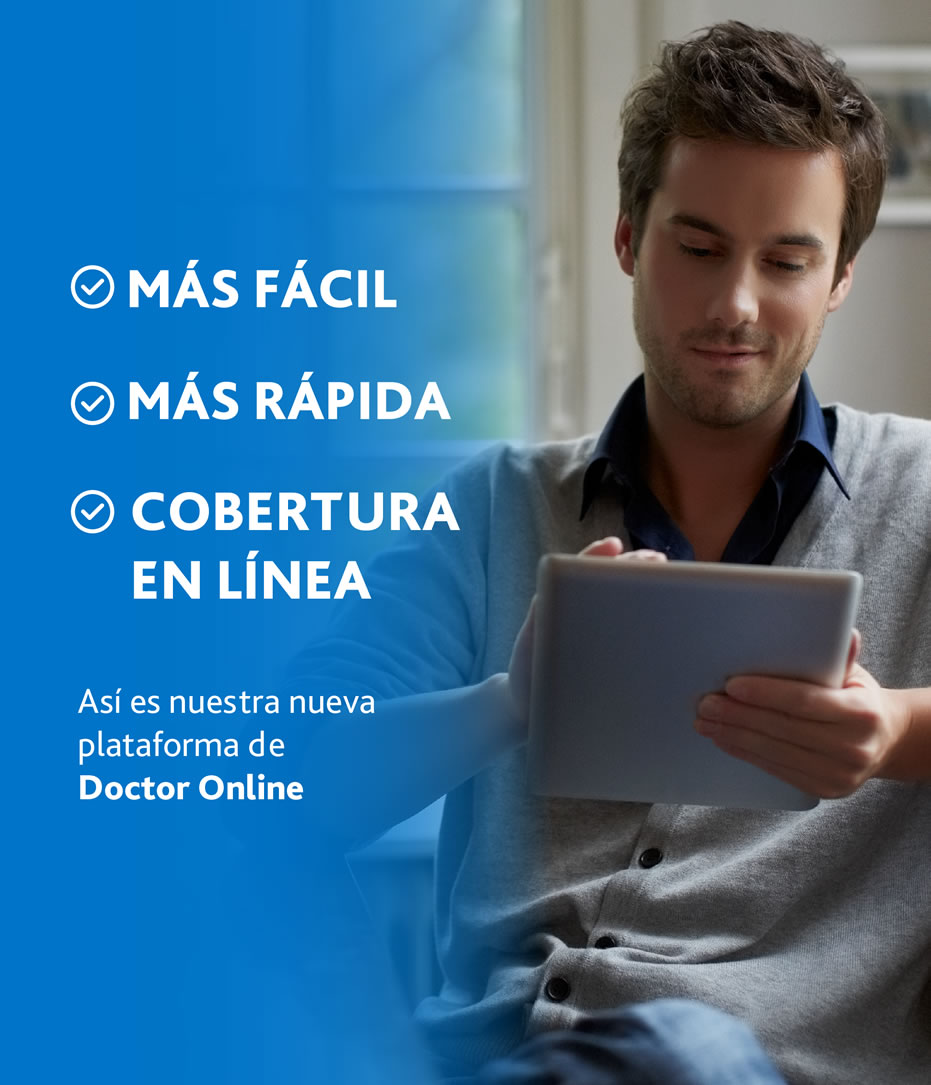 MÁS FÁCIL
MÁS RÁPIDA
COBERTURA
EN LÍNEA
Así es nuestra nueva
plataforma de
Doctor Online